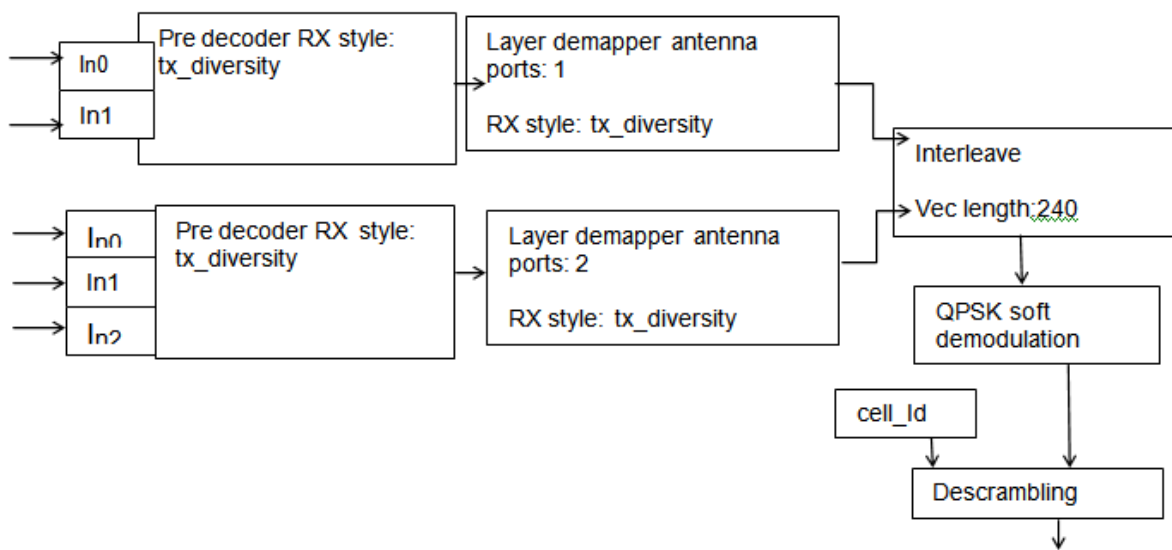 Pre decoder RX style:
tx_diversity
In0
In1
Layer demapper antenna
ports: 1
RX style: tx_diversity
Interleave
Vec length:240
Pre decoder RX style:
tx_diversity
In0
In1
In2
Layer demapper antenna
ports: 2
RX style: tx_diversity
QPSK soft
demodulation
cell_Id
Descrambling